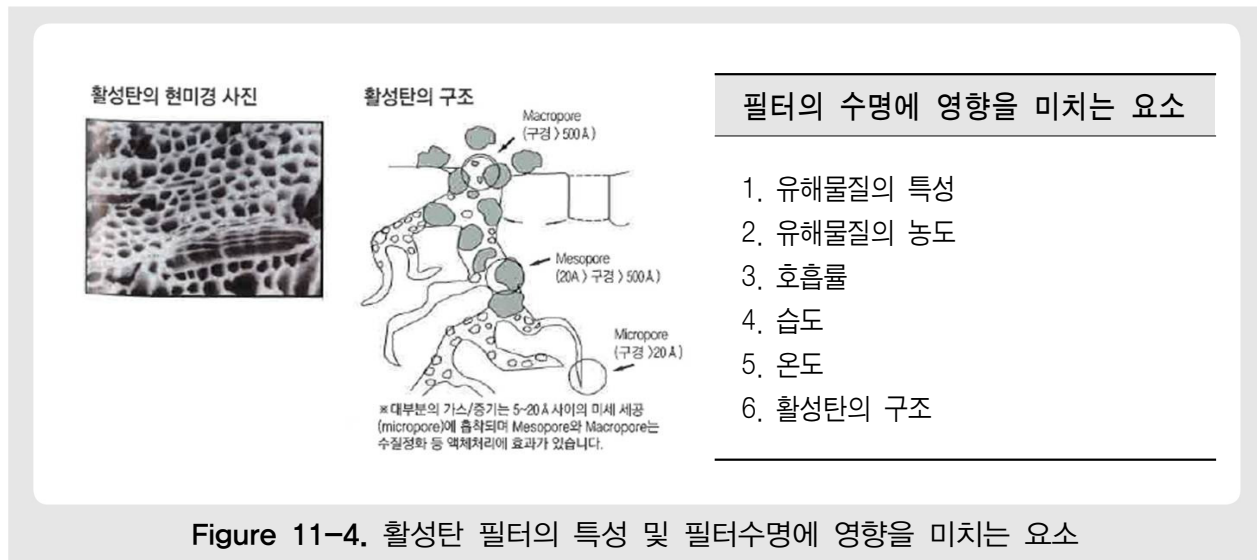 활성탄의 현미경 사진
활성탄의 구조
Macropore
(구경 > 500 Å)
Mesopore
(20A > 구경 > 500Å)
Micropore
(구경 >20Å)
※ 대부분의 가스/증기는 5~20Å 사이의 미세 세공
(micropore)에 흡착되며 Mesopore와 Macropore는
수질정화 등 액체처리에 효과가 있습니다.
필터의 수명에 영향을 미치는 요소
1. 유해물질의 특성
2. 유해물질의 농도
3. 호흡률
4. 습도
5. 온도
6. 활성탄의 구조
Figure 11-4. 활성탄 필터의 특성 및 필터수명에 영향을 미치는 요소